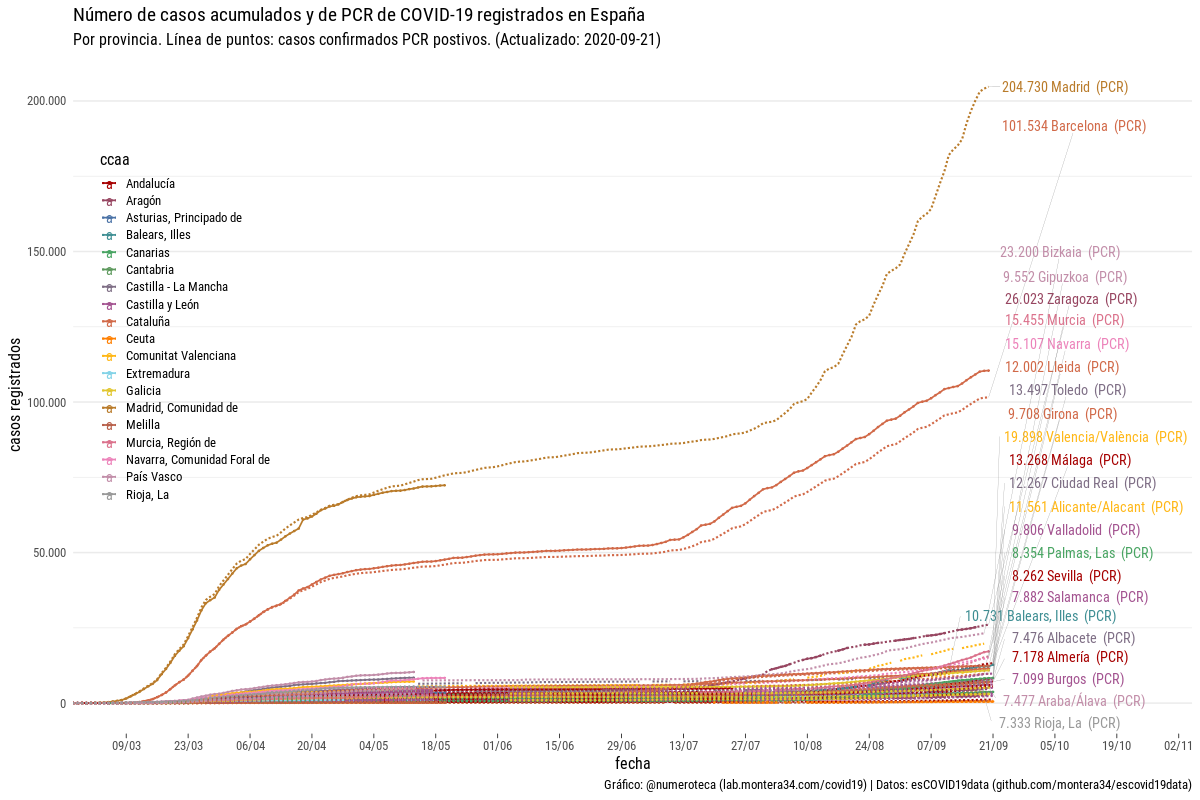 Número de casos acumulados y de PCR de COVID-19 registrados en España
Por provincia. Línea de puntos: casos confirmados PCR postivos. (Actualizado: 2020-09-21)
casos registrados
200.000
150.000
100.000
50.000
0
ccaa
Andalucía
Aragón
Asturias, Principado de
Balears, Illes
Canarias
Cantabria
Castilla - La Mancha
Castilla y León
Cataluña
Ceuta
Comunitat Valenciana
Extremadura
Galicia
Madrid, Comunidad de
Melilla
Murcia, Región de
Navarra, Comunidad Foral de
País Vasco
Rioja, La
204.730 Madrid (PCR)
101.534 Barcelona (PCR)
23.200 Bizkaia (PCR)
9.552 Gipuzkoa (PCR)
26.023 Zaragoza (PCR)
15.455 Murcia (PCR)
15.107 Navarra (PCR)
12.002 Lleida (PCR)
13.497 Toledo (PCR)
9.708 Girona (PCR)
19.898 Valencia/València (PCR)
13.268 Málaga (PCR)
12.267 Ciudad Real (PCR)
11.561 Alicante/Alacant (PCR)
9.806 Valladolid (PCR)
8.354 Palmas, Las (PCR)
8.262 Sevilla (PCR)
7.882 Salamanca (PCR)
10.731 Balears, Illes (PCR)
7.476 Albacete (PCR)
7.178 Almería (PCR)
7.099 Burgos (PCR)
7.477 Araba/Álava (PCR)
7.333 Rioja, La (PCR)
09/03 23/03 06/04 20/04 04/05 18/05 01/06 15/06 29/06 13/07 27/07 10/08 24/08 07/09 21/09 05/10 19/10 02/11
fecha
Gráfico: @numeroteca (lab.montera34.com/covid19) | Datos: esCOVID19data (github.com/montera34/escovid19data)